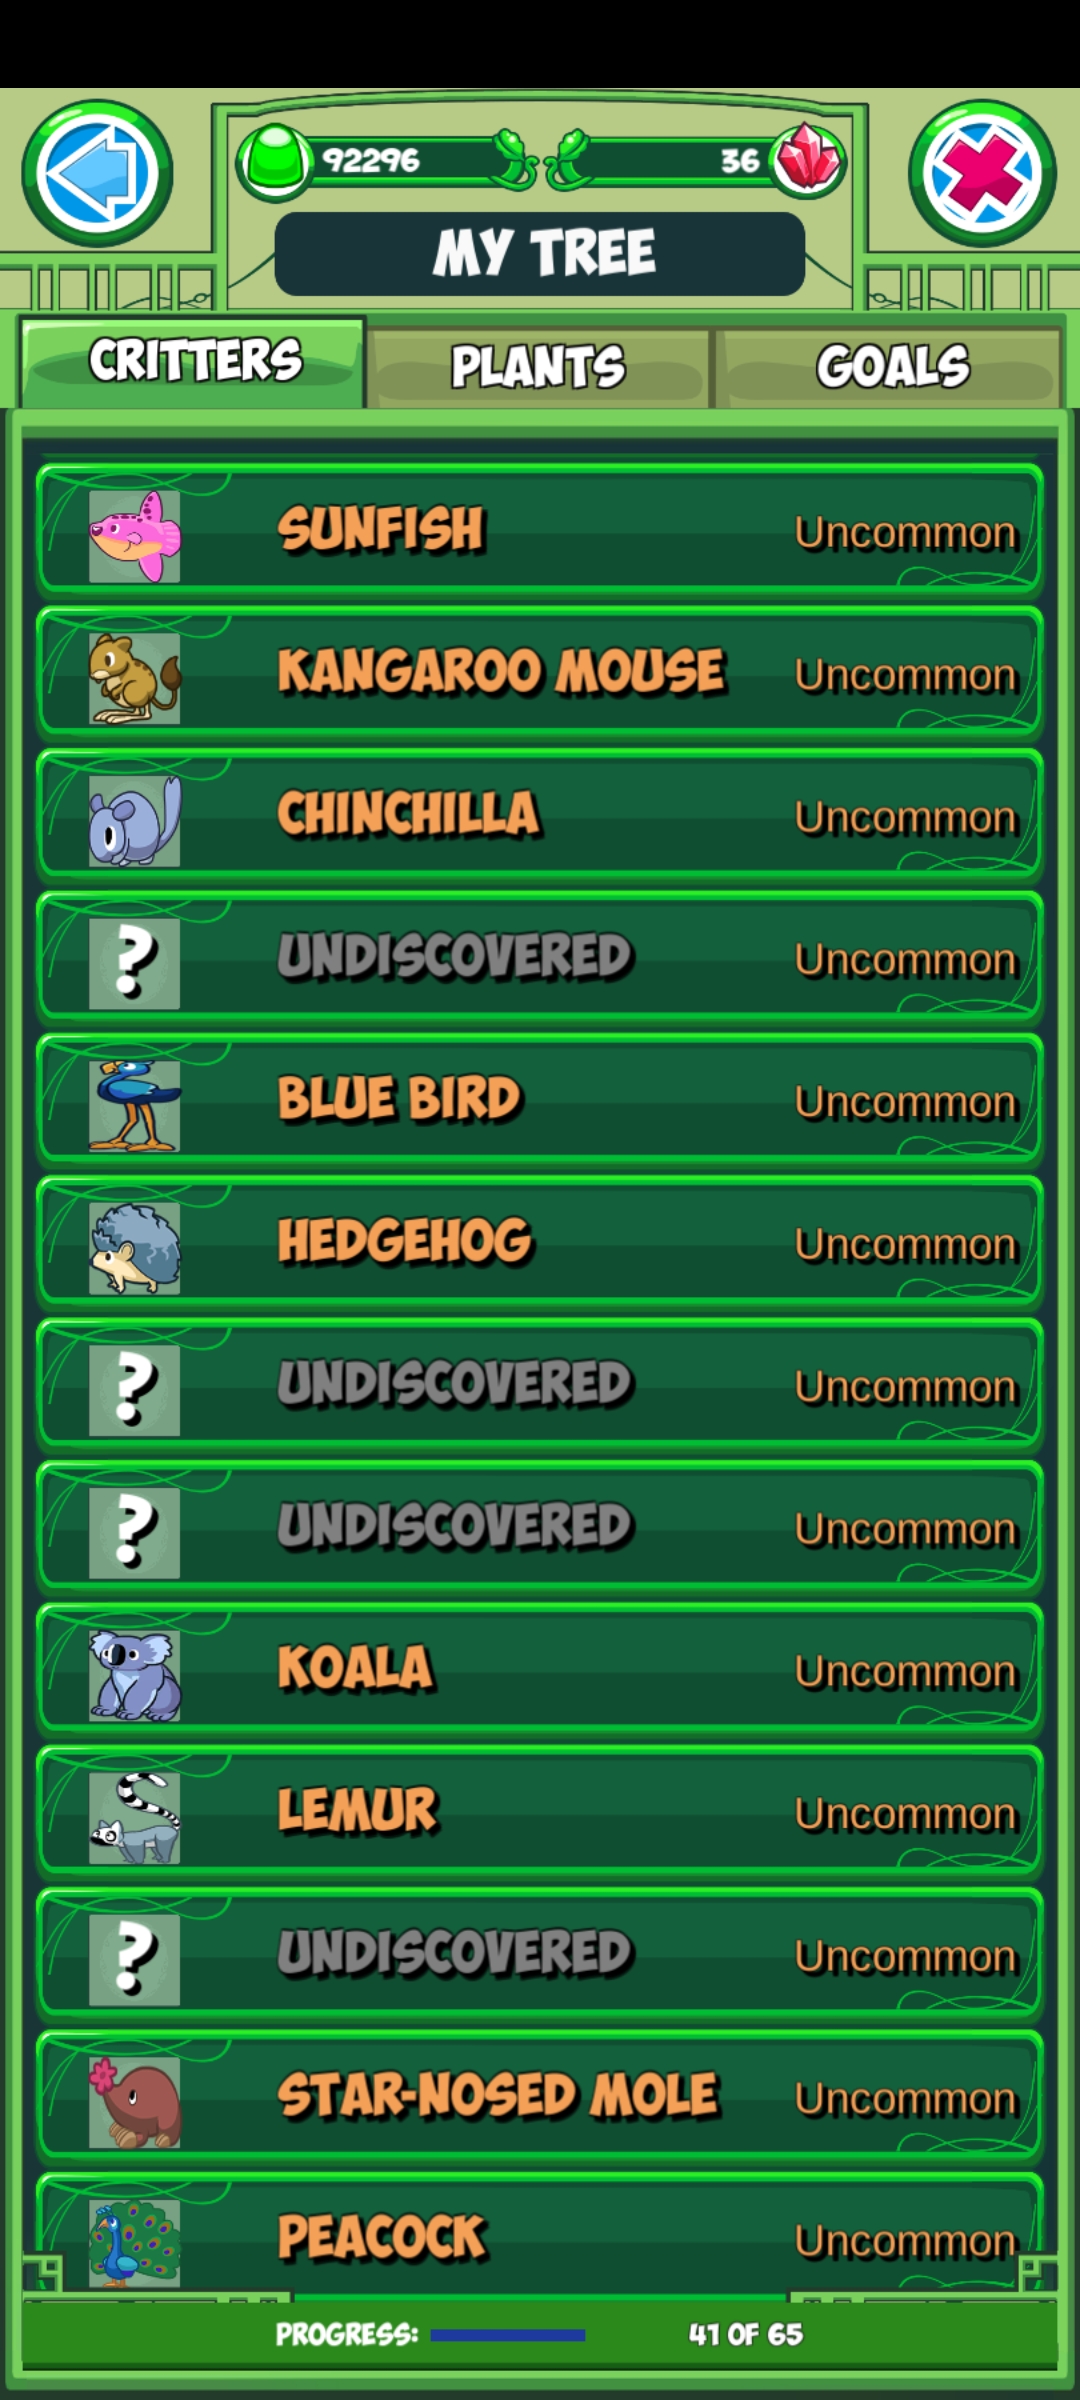 92296
36
MY TREE
CRITTERS
PLANTS
GOALS
SUNFISH
Uncommon
KANGAROO MOUSE
Uncommon
CHINCHILLA
Uncommon
?
UNDISCOVERED
Uncommon
BLUE BIRD
Uncommon
HEDGEHOG
Uncommon
?
UNDISCOVERED
Uncommon
?
UNDISCOVERED
Uncommon
KOALA
Uncommon
LEMUR
Uncommon
?
UNDISCOVERED
Uncommon
STAR-NOSED MOLE
Uncommon
PEACOCK
Uncommon
PROGRESS:
41 OF 65